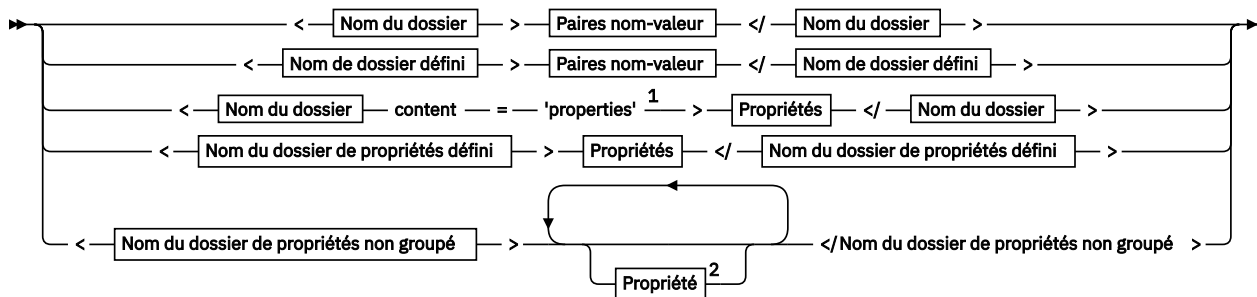 < Nom du dossier > Paires nom-valeur </ Nom du dossier >
< Nom de dossier défini > Paires nom-valeur </ Nom de dossier défini >
< Nom du dossier content = 'properties' 1 > Propriétés </ Nom du dossier >
< Nom du dossier de propriétés défini > Propriétés </ Nom du dossier de propriétés défini >
< Nom du dossier de propriétés non groupé > </ Nom du dossier de propriétés non groupé >
Propriété 2